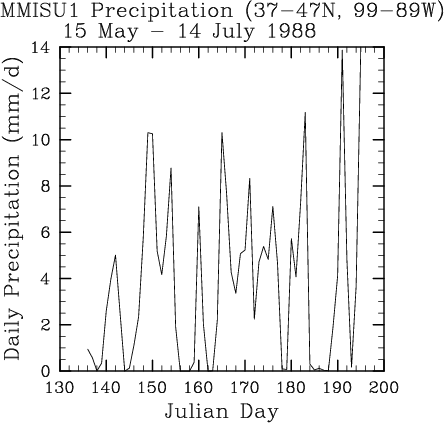 MMISU1 Precipitation (37-47N, 99-89W)
15 May - 14 July 1988
Daily Precipitation (mm/d)
14
12
10
8
6
4
2
0
130 140 150 160 170 180 190 200
Julian Day